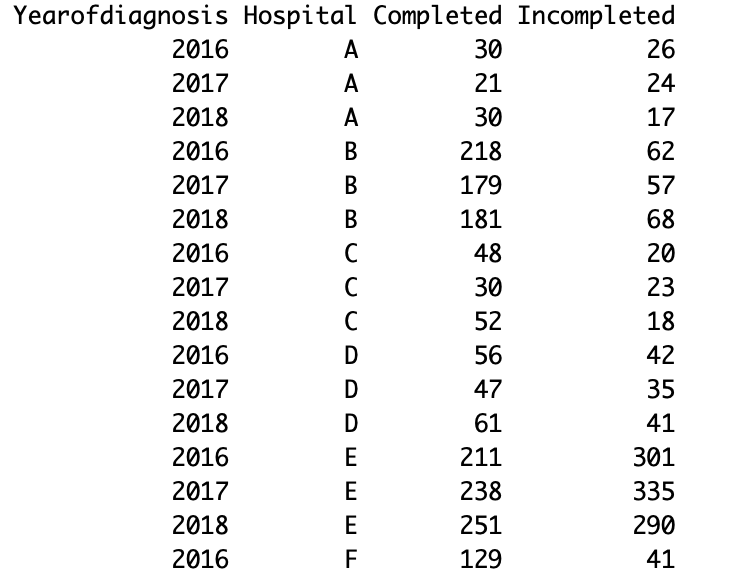 Yearofdiagnosis Hospital Completed Incompleted
2016 A 30 26
2017 A 21 24
2018 A 30 17
2016 B 218 62
2017 B 179 57
2018 B 181 68
2016 C 48 20
2017 C 30 23
2018 C 52 18
2016 D 56 42
2017 D 47 35
2018 D 61 41
2016 E 211 301
2017 E 238 335
2018 E 251 290
2016 F 129 41